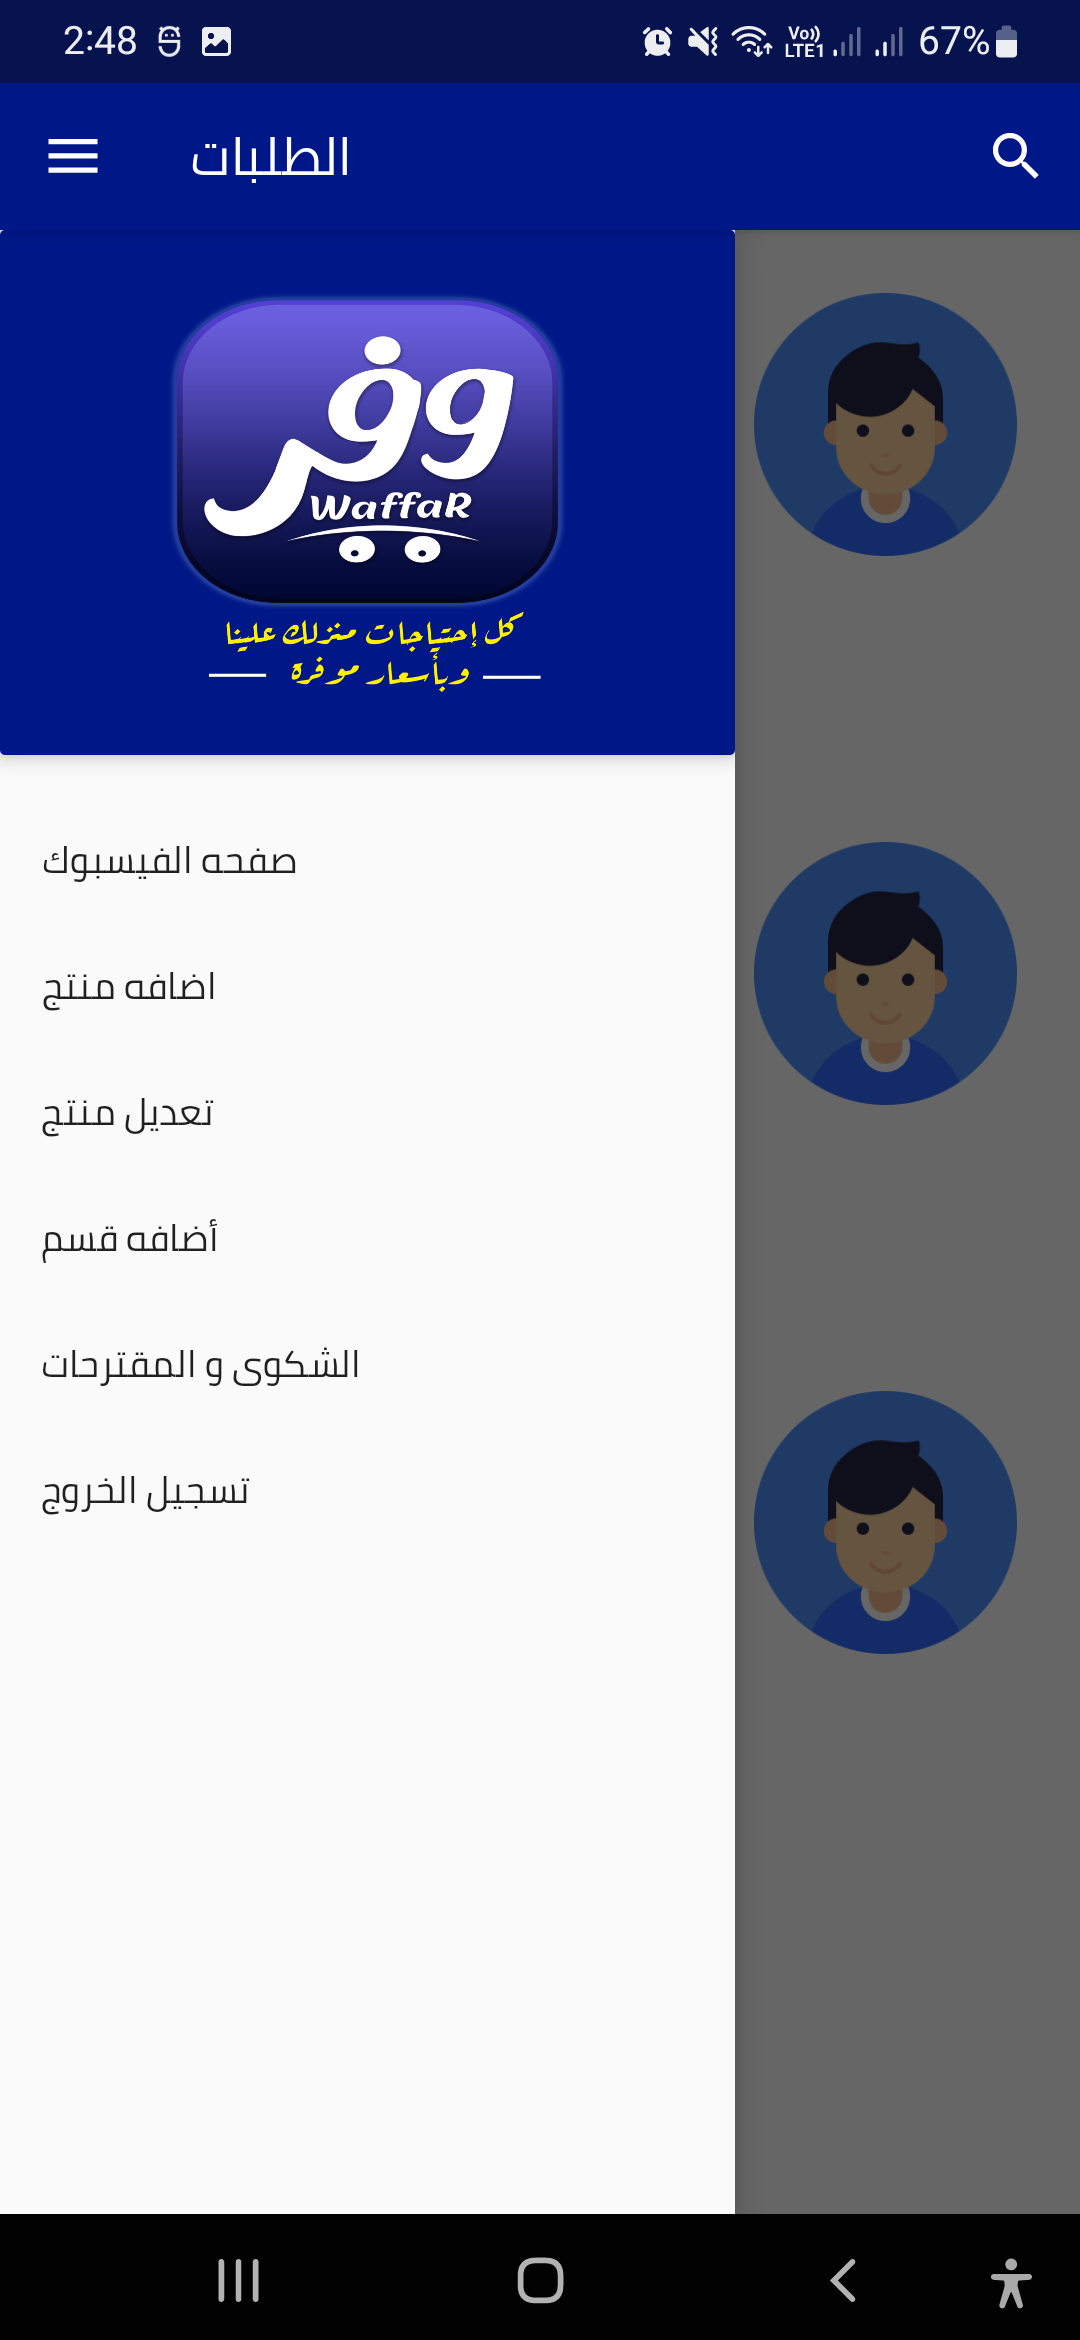 2:48
Vo)) LTE1 67%
الطلبات
وفر
WaffaR
كل إحتياجات منزلك علينا
وبأسعار موفرة
صفحه الفيسبوك
اضافه منتج
تعديل منتج
أضافه قسم
الشكوى و المقترحات
تسجيل الخروج